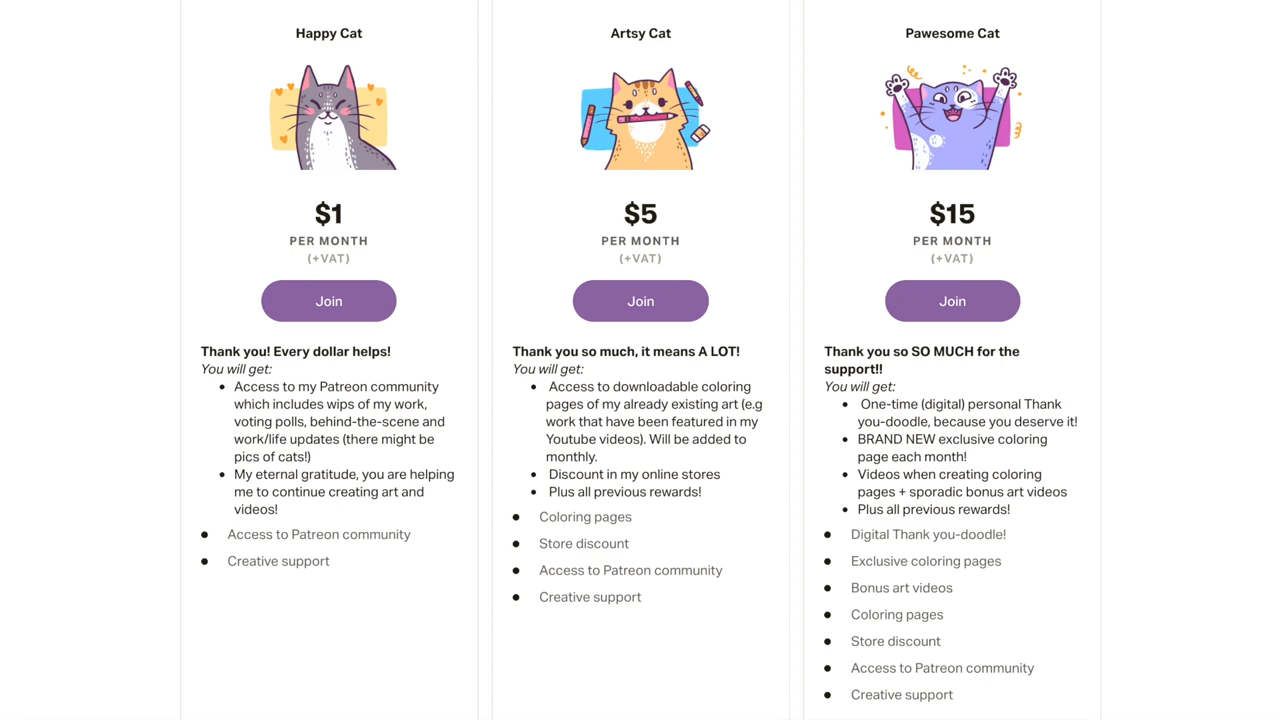 Happy Cat
$1
PER MONTH
(+VAT)
Join
Thank you! Every dollar helps!
You will get:
Access to my Patreon community
which includes wips of my work,
voting polls, behind-the-scene and
work/life updates (there might be
pics of cats!)
My eternal gratitude, you are helping
me to continue creating art and
videos!
Access to Patreon community
Creative support
Artsy Cat
$5
PER MONTH
(+VAT)
Join
Thank you so much, it means A LOT!
You will get:
Access to downloadable coloring
pages of my already existing art (e.g
work that have been featured in my
Youtube videos). Will be added to
monthly.
Discount in my online stores
Plus all previous rewards!
Coloring pages
Store discount
Access to Patreon community
Creative support
Pawesome Cat
$15
PER MONTH
(+VAT)
Join
Thank you so SO MUCH for the
support!!
You will get:
One-time (digital) personal Thank
you-doodle, because you deserve it!
BRAND NEW exclusive coloring
page each month!
Videos when creating coloring
pages + sporadic bonus art videos
Plus all previous rewards!
Digital Thank you-doodle!
Exclusive coloring pages
Bonus art videos
Coloring pages
Store discount
Access to Patreon community
Creative support